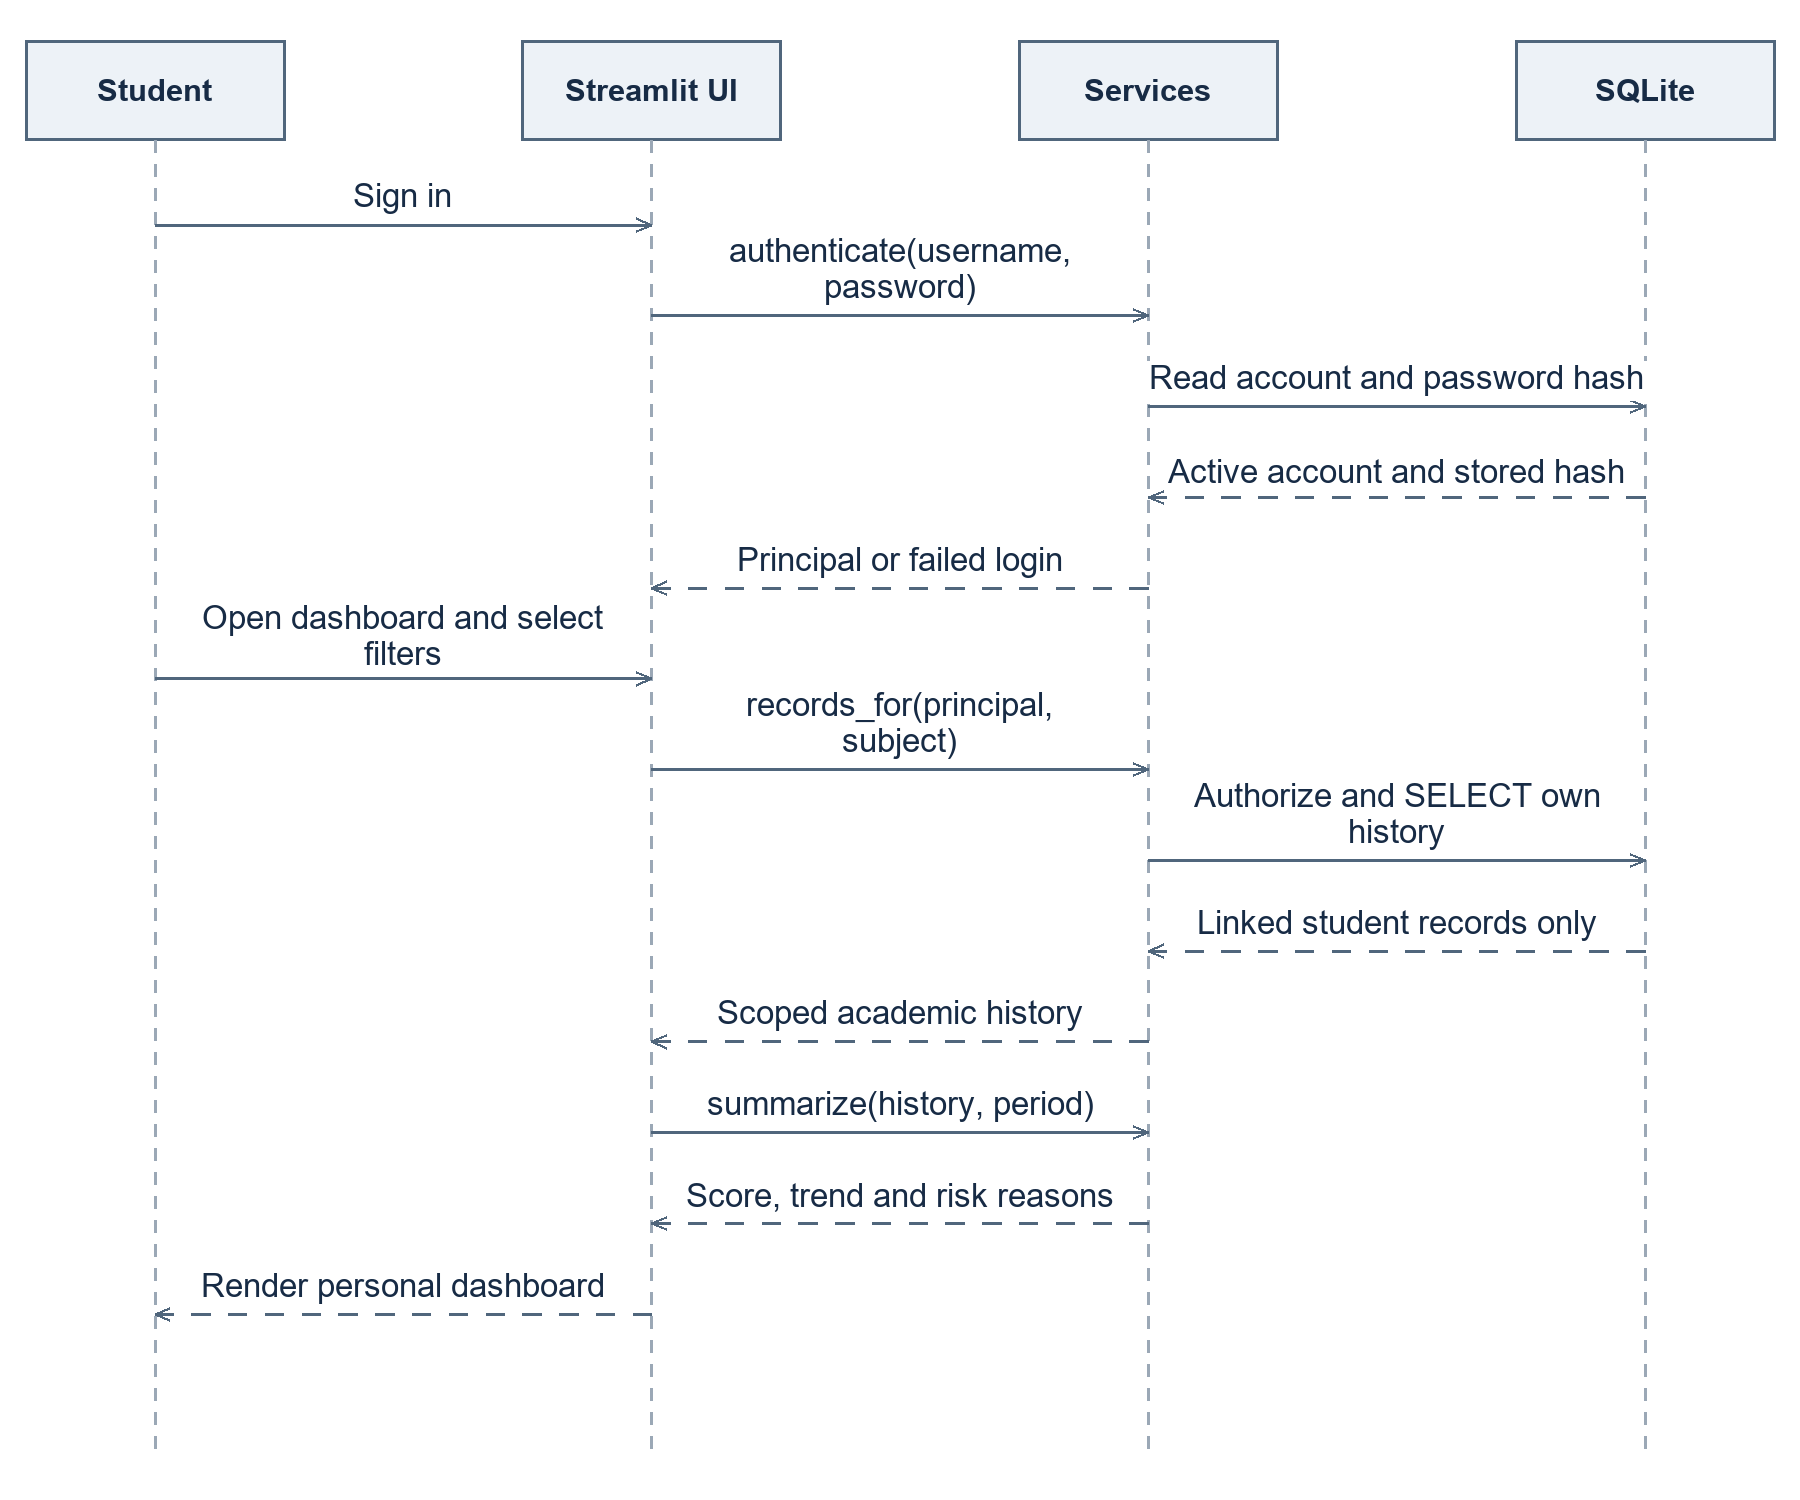 Student
Streamlit UI
Services
SQLite
Sign in
authenticate(username,
password)
Read account and password hash
Active account and stored hash
Principal or failed login
Open dashboard and select
filters
records_for(principal,
subject)
Authorize and SELECT own
history
Linked student records only
Scoped academic history
summarize(history, period)
Score, trend and risk reasons
Render personal dashboard